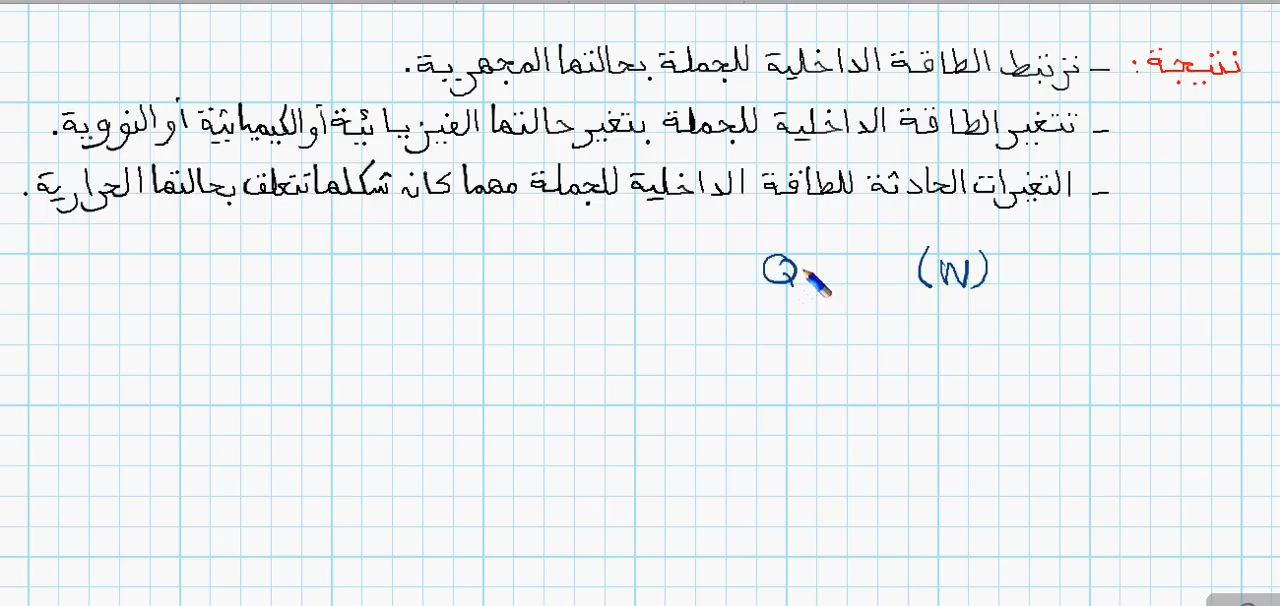 نتيجة: - ترتبط الطاقة الداخلية للجملة بحالتها المجهرية.
- تتغير الطاقة الداخلية للجملة بتغير حالتها الفيزيائية أو الكيميائية أو النووية.
- التغيرات الحادثة للطاقة الداخلية للجملة مهما كان شكلها تتعلق بحالتها الحرارية.
(W) Q